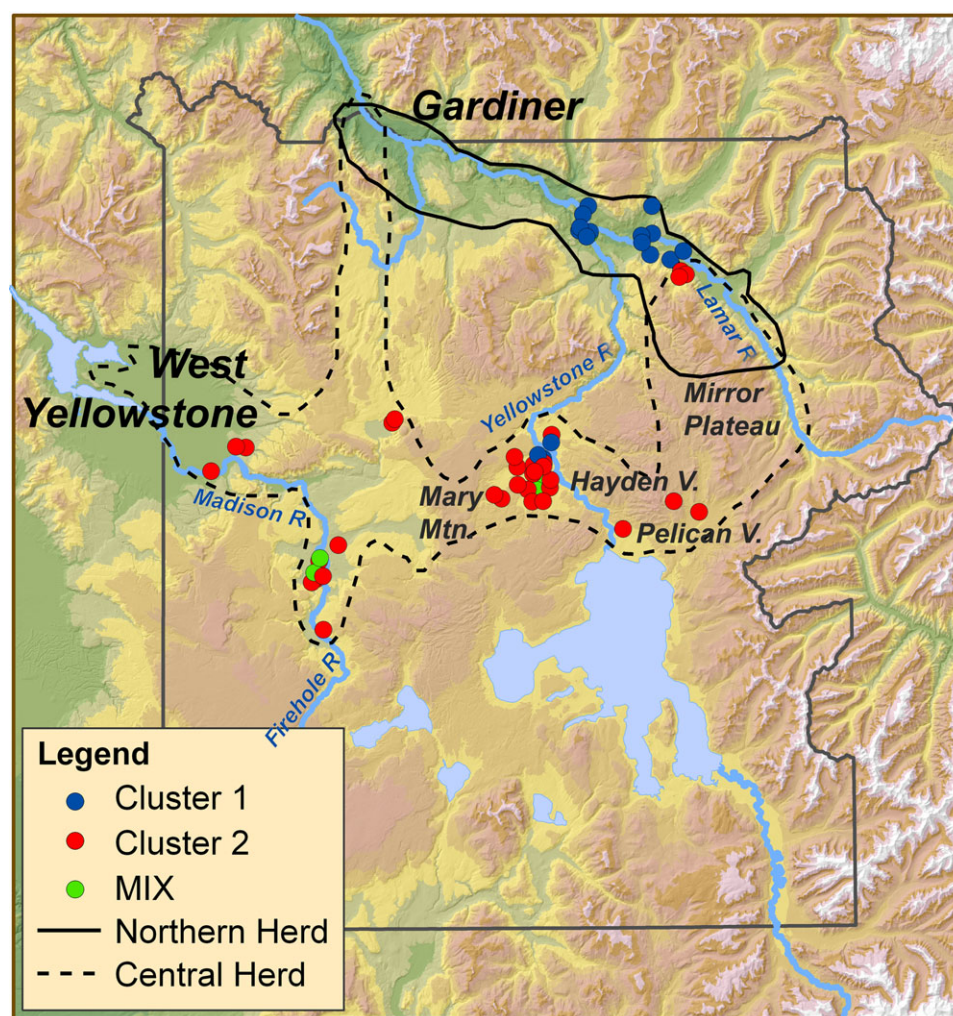 Gardiner
West
Yellowstone
Lamar R
Yellowstone R
Mirror
Plateau
Madison R
Mary
Mtn.
Hayden V.
Pelican V.
Firehole R
Legend
Cluster 1
Cluster 2
MIX
Northern Herd
Central Herd